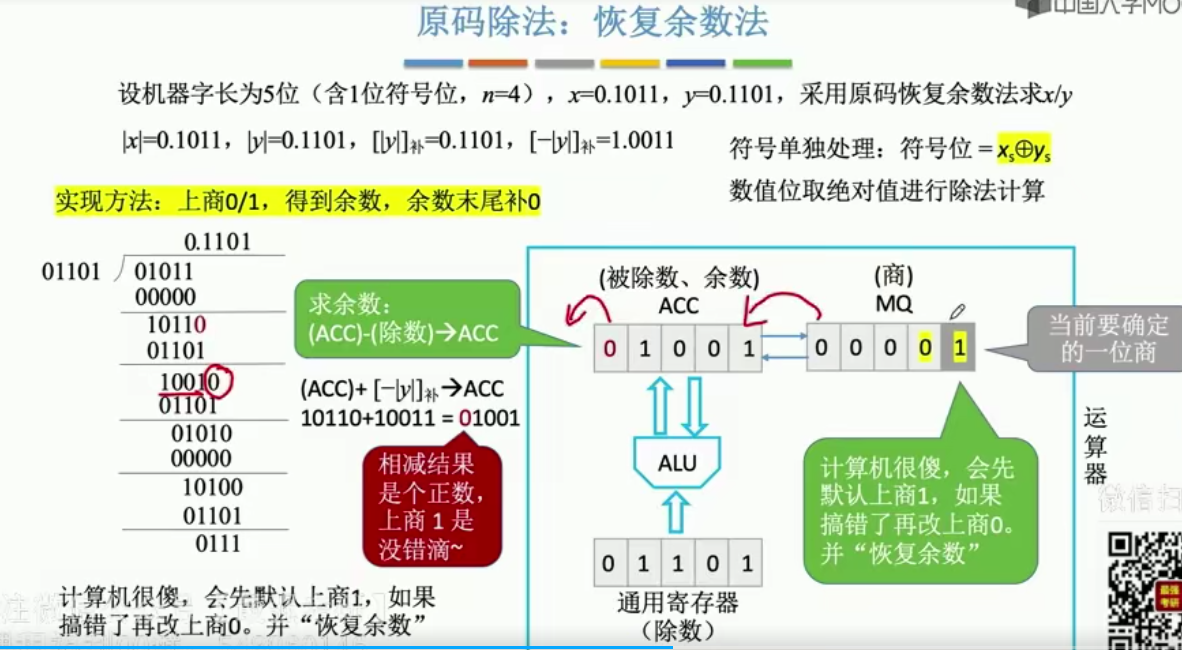 中国大学MO
原码除法：恢复余数法
设机器字长为5位（含1位符号位，n=4），x=0.1011，y=0.1101，采用原码恢复余数法求x/y
|x|=0.1011，|y|=0.1101，[|y|]补=0.1101，[−|y|]补=1.0011
符号单独处理：符号位 = xs⊕ys
数值位取绝对值进行除法计算
实现方法：上商0/1，得到余数，余数末尾补0
0.1101
01101
01011
00000
10110
01101
10010
01101
01010
00000
10100
01101
0111
求余数：
(ACC)-(除数)→ACC
(ACC)+ [−|y|]补→ACC
10110+10011 = 01001
相减结果
是个正数，
上商 1 是
没错滴~
(被除数、余数)
ACC
0 1 0 0 1
(商)
MQ
0 0 0 0 1
当前要确定
的一位商
ALU
0 1 1 0 1
通用寄存器
（除数）
运算器
计算机很傻，会先
默认上商1，如果
搞错了再改上商0。
并“恢复余数”
计算机很傻，会先默认上商1，如果
搞错了再改上商0。并“恢复余数”
微信扫